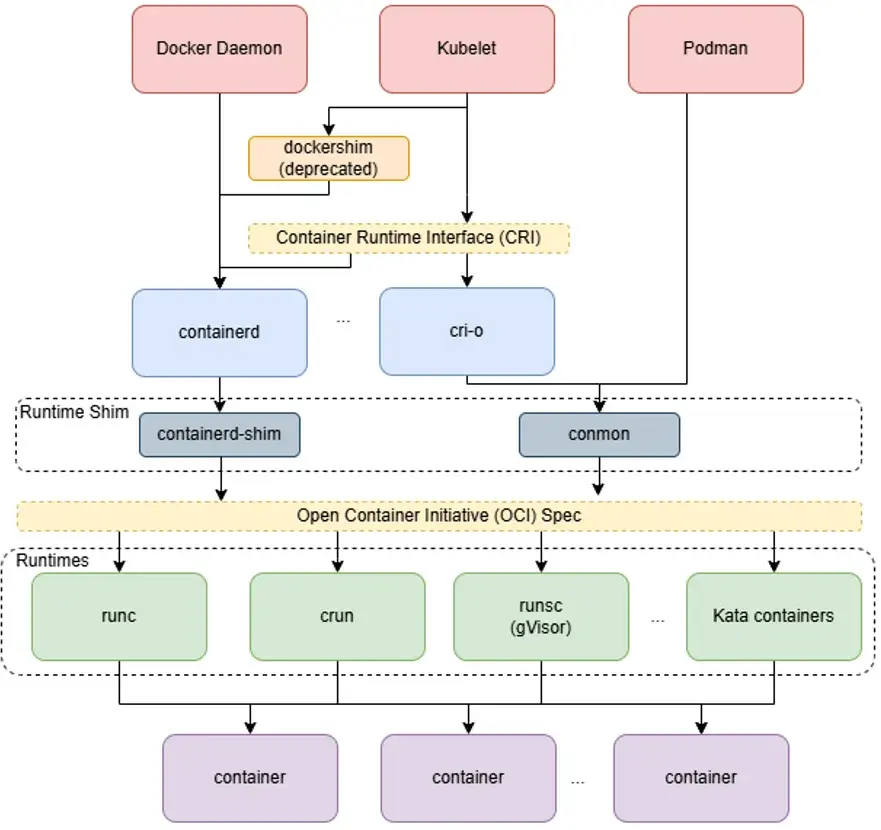 Docker Daemon
Kubelet
Podman
dockershim
(deprecated)
Container Runtime Interface (CRI)
containerd
...
cri-o
Runtime Shim
containerd-shim
conmon
Open Container Initiative (OCI) Spec
Runtimes
runc
crun
runsc
(gVisor)
...
Kata containers
container
container
...
container